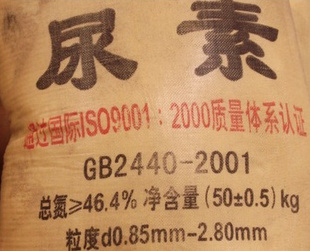 尿素
通过国际ISO9001：2000质量体系认证
GB2440-2001
总氮≥46.4% 净含量(50±0.5)kg
粒度d0.85mm-2.80mm